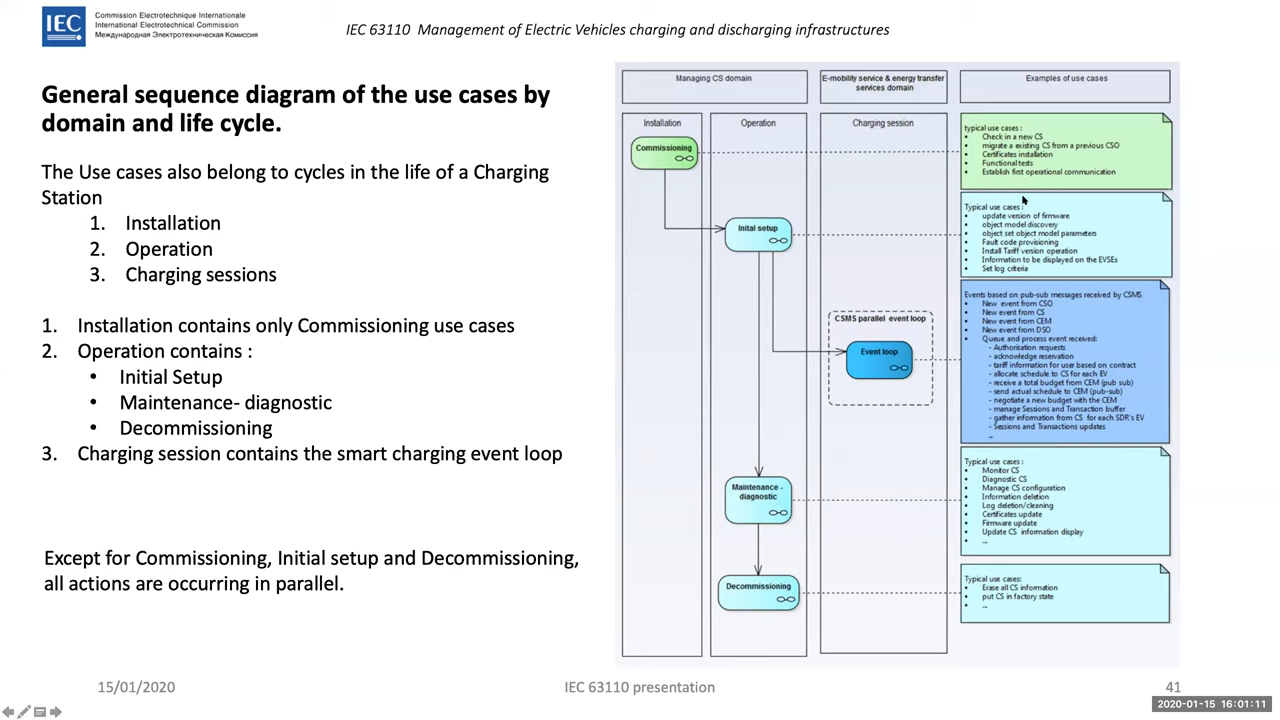 IEC
Commission Electrotechnique Internationale
International Electrotechnical Commission
Международная Электротехническая Комиссия
IEC 63110 Management of Electric Vehicles charging and discharging infrastructures
General sequence diagram of the use cases by
domain and life cycle.
The Use cases also belong to cycles in the life of a Charging
Station
1. Installation
2. Operation
3. Charging sessions
1. Installation contains only Commissioning use cases
2. Operation contains :
• Initial Setup
• Maintenance- diagnostic
• Decommissioning
3. Charging session contains the smart charging event loop
Except for Commissioning, Initial setup and Decommissioning,
all actions are occurring in parallel.
Managing CS domain
E-mobility service & energy transfer
services domain
Examples of use cases
Installation
Operation
Charging session
Commissioning
Inital setup
CSMS parallel event loop
Event loop
Maintenance -
diagnostic
Decommissioning
typical use cases :
• Check in a new CS
• migrate a existing CS from a previous CSO
• Certificates installation
• Functional tests
• Establish first operational communication
Typical use cases :
• update version of firmware
• object model discovery
• object set object model parameters
• Fault code provisioning
• Install Tariff version operation
• Information to be displayed on the EVSEs
• Set log criteria
Events based on pub-sub messages received by CSMS
• New event from CSO
• New event from CS
• New event from CEM
• New event from DSO
• Queue and process event received:
- Authorisation requests
- acknowledge reservation
- tariff information for user based on contract
- allocate schedule to CS for each EV
- receive a total budget from CEM (pub sub)
- send actual schedule to CEM (pub-sub)
- negotiate a new budget with the CEM
- manage Sessions and Transaction buffer
- gather information from CS for each SDR's EV
- Sessions and Transactions updates
...
Typical use cases :
• Monitor CS
• Diagnostic CS
• Manage CS configuration
• Information deletion
• Log deletion/cleaning
• Certificates update
• Firmware update
• Update CS information display
• ...
Typical use cases:
• Erase all CS information
• put CS in factory state
• ...
15/01/2020
IEC 63110 presentation
41
2020-01-15 16:01:11